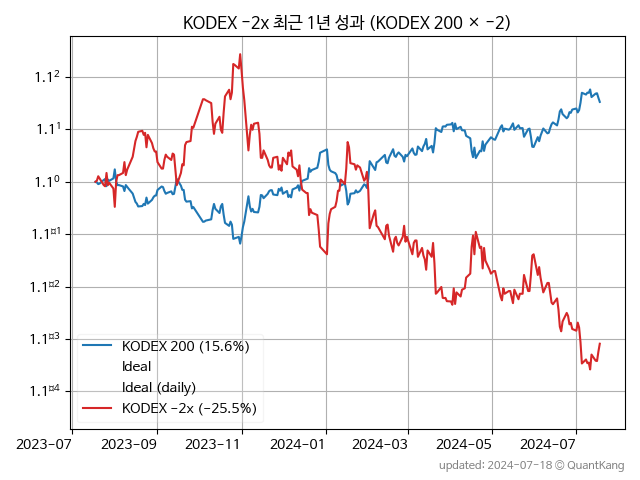 KODEX -2x 최근 1년 성과 (KODEX 200 × -2)
1.1²
1.1¹
1.1⁰
1.1¤¹
1.1¤²
1.1¤³
1.1¤⁴
KODEX 200 (15.6%)
Ideal
Ideal (daily)
KODEX -2x (-25.5%)
2023-07 2023-09 2023-11 2024-01 2024-03 2024-05 2024-07
updated: 2024-07-18 © QuantKang